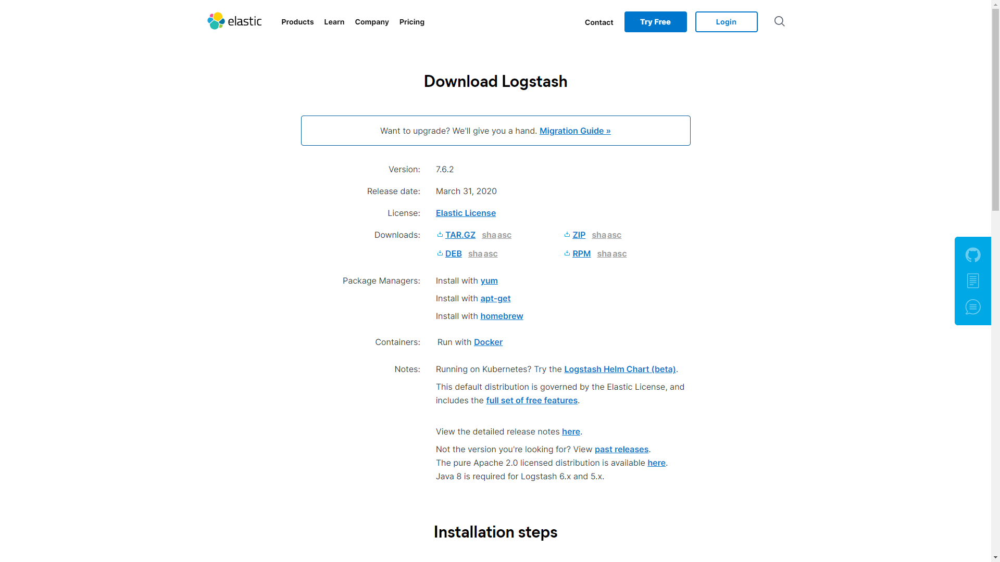 elastic Products Learn Company Pricing Contact Try Free Login
Download Logstash
Want to upgrade? We'll give you a hand. Migration Guide »
Version: 7.6.2
Release date: March 31, 2020
License: Elastic License
Downloads: TAR.GZ sha asc ZIP sha asc
DEB sha asc RPM sha asc
Package Managers: Install with yum
Install with apt-get
Install with homebrew
Containers: Run with Docker
Notes: Running on Kubernetes? Try the Logstash Helm Chart (beta).
This default distribution is governed by the Elastic License, and
includes the full set of free features.
View the detailed release notes here.
Not the version you're looking for? View past releases.
The pure Apache 2.0 licensed distribution is available here.
Java 8 is required for Logstash 6.x and 5.x.
Installation steps